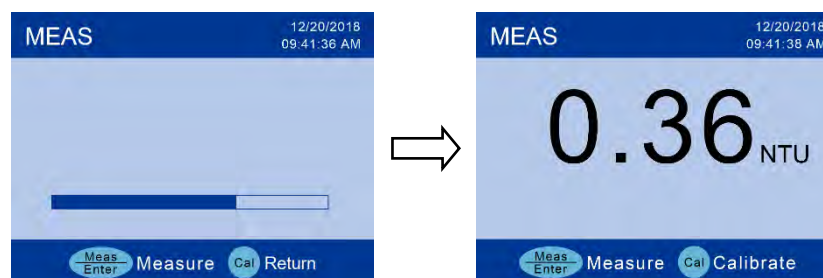 MEAS
12/20/2018
09:41:36 AM
Meas
Enter
Measure
Cal
Return
MEAS
12/20/2018
09:41:38 AM
0.36 NTU
Meas
Enter
Measure
Cal
Calibrate